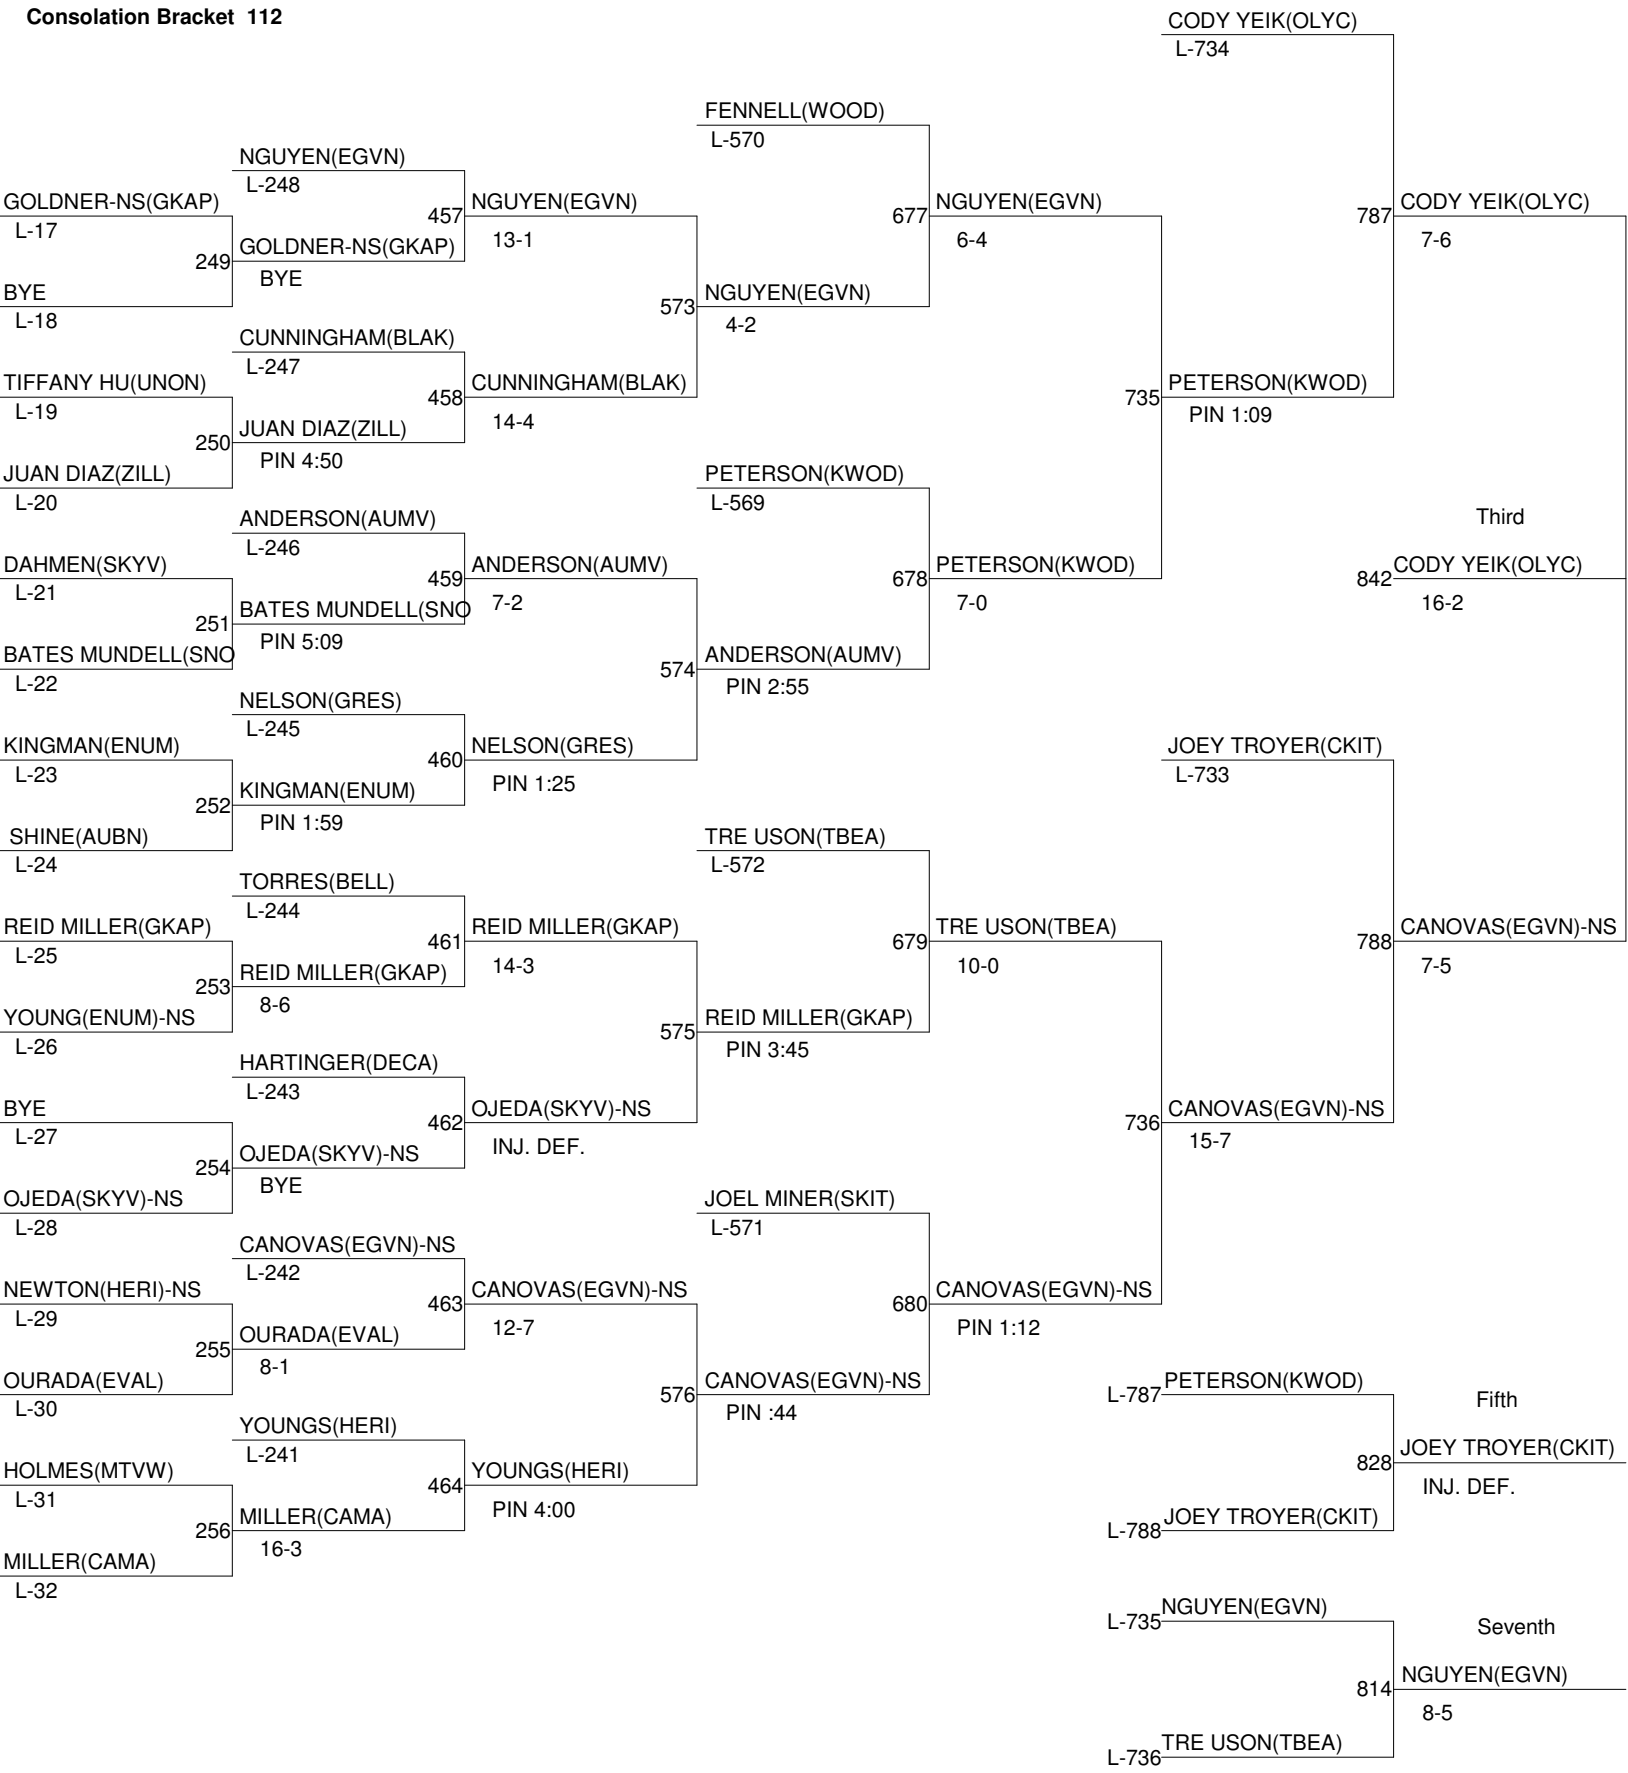 Consolation Bracket 112
GOLDNER-NS(GKAP)
L-17
BYE
L-18
TIFFANY HU(UNON)
L-19
JUAN DIAZ(ZILL)
L-20
DAHMEN(SKYV)
L-21
BATES MUNDELL(SNO
L-22
KINGMAN(ENUM)
L-23
SHINE(AUBN)
L-24
REID MILLER(GKAP)
L-25
YOUNG(ENUM)-NS
L-26
BYE
L-27
OJEDA(SKYV)-NS
L-28
NEWTON(HERI)-NS
L-29
OURADA(EVAL)
L-30
HOLMES(MTVW)
L-31
MILLER(CAMA)
L-32
NGUYEN(EGVN)
L-248
249 GOLDNER-NS(GKAP)
BYE
CUNNINGHAM(BLAK)
L-247
250 JUAN DIAZ(ZILL)
PIN 4:50
ANDERSON(AUMV)
L-246
251 BATES MUNDELL(SNO
PIN 5:09
NELSON(GRES)
L-245
252 KINGMAN(ENUM)
PIN 1:59
TORRES(BELL)
L-244
253 REID MILLER(GKAP)
8-6
HARTINGER(DECA)
L-243
254 OJEDA(SKYV)-NS
BYE
CANOVAS(EGVN)-NS
L-242
255 OURADA(EVAL)
8-1
YOUNGS(HERI)
L-241
256 MILLER(CAMA)
16-3
457 NGUYEN(EGVN)
13-1
458 CUNNINGHAM(BLAK)
14-4
459 ANDERSON(AUMV)
7-2
460 NELSON(GRES)
PIN 1:25
461 REID MILLER(GKAP)
14-3
462 OJEDA(SKYV)-NS
INJ. DEF.
463 CANOVAS(EGVN)-NS
12-7
464 YOUNGS(HERI)
PIN 4:00
FENNELL(WOOD)
L-570
573 NGUYEN(EGVN)
4-2
PETERSON(KWOD)
L-569
574 ANDERSON(AUMV)
PIN 2:55
TRE USON(TBEA)
L-572
575 REID MILLER(GKAP)
PIN 3:45
JOEL MINER(SKIT)
L-571
576 CANOVAS(EGVN)-NS
PIN :44
677 NGUYEN(EGVN)
6-4
678 PETERSON(KWOD)
7-0
679 TRE USON(TBEA)
10-0
680 CANOVAS(EGVN)-NS
PIN 1:12
CODY YEIK(OLYC)
L-734
735 PETERSON(KWOD)
PIN 1:09
JOEY TROYER(CKIT)
L-733
736 CANOVAS(EGVN)-NS
15-7
787 CODY YEIK(OLYC)
7-6
788 CANOVAS(EGVN)-NS
7-5
Third
842 CODY YEIK(OLYC)
16-2
L-787 PETERSON(KWOD)
Fifth
828 JOEY TROYER(CKIT)
INJ. DEF.
L-788 JOEY TROYER(CKIT)
L-735 NGUYEN(EGVN)
Seventh
814 NGUYEN(EGVN)
8-5
L-736 TRE USON(TBEA)